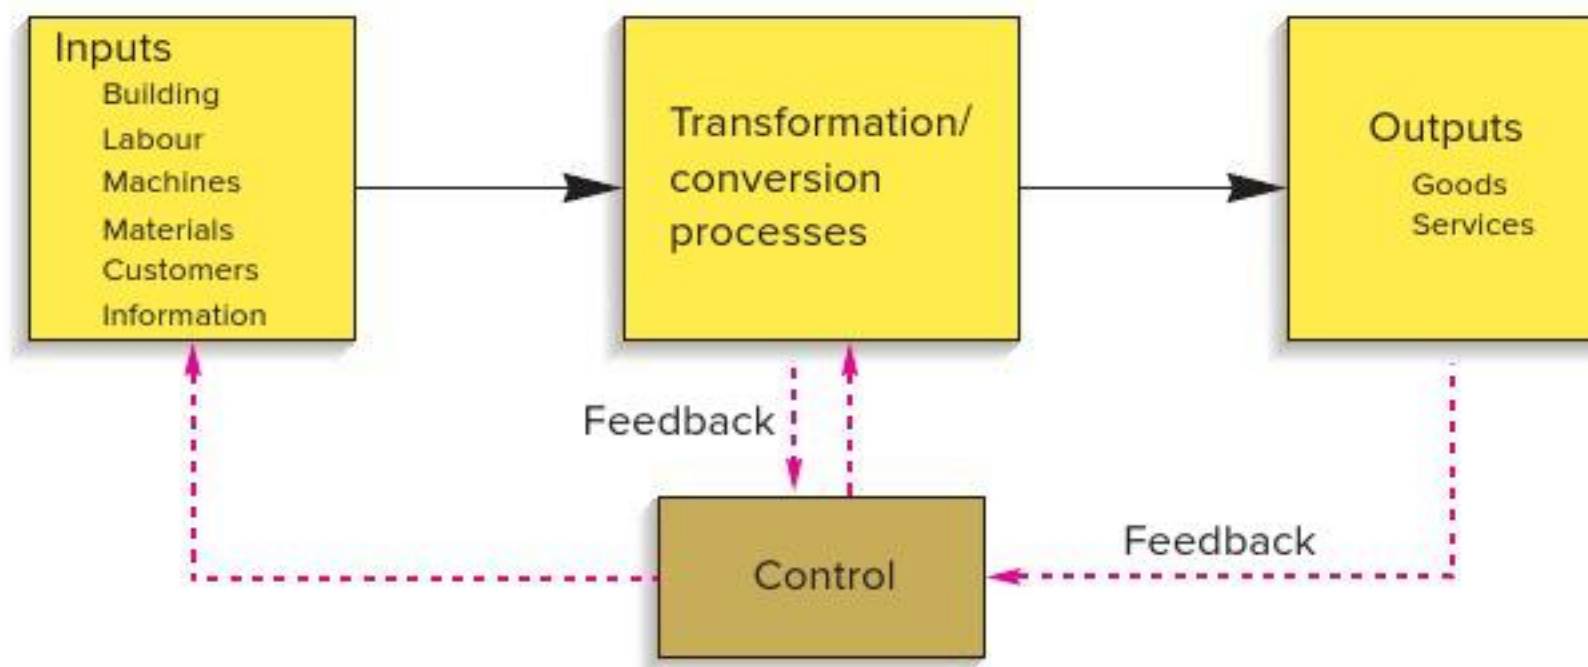 Inputs
Building
Labour
Machines
Materials
Customers
Information
Transformation/
conversion
processes
Outputs
Goods
Services
Feedback
Feedback
Control